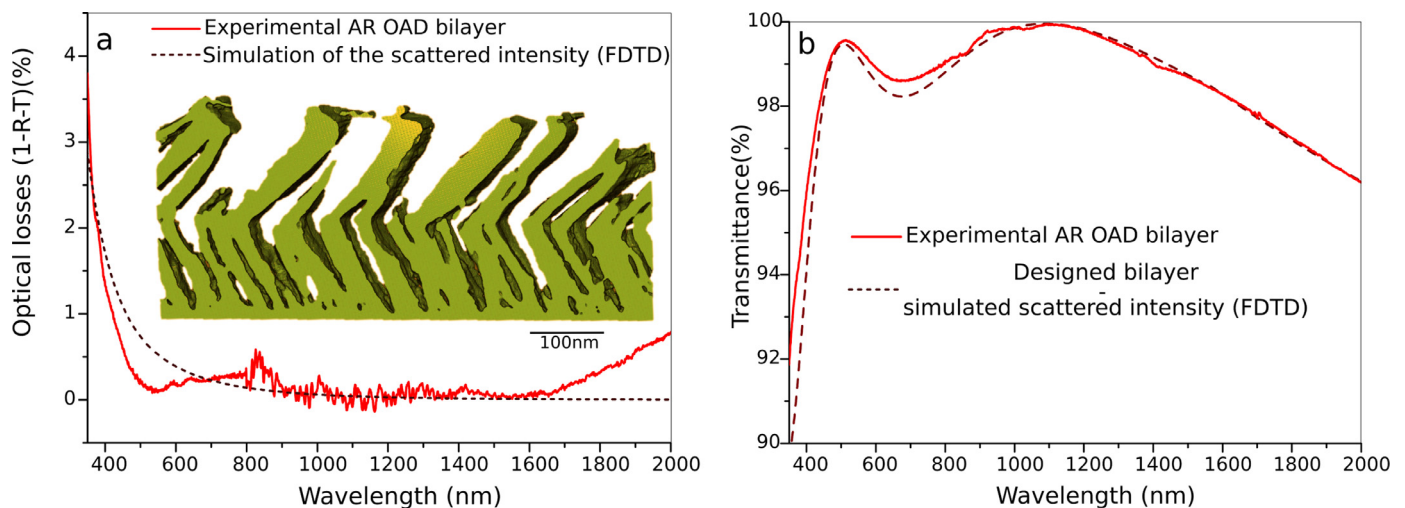 a
Experimental AR OAD bilayer
Simulation of the scattered intensity (FDTD)
Optical losses (1-R-T)(%)
4
3
2
1
0
100nm
400 600 800 1000 1200 1400 1600 1800 2000
Wavelength (nm)
b
Transmittance(%)
100
98
96
94
92
90
Experimental AR OAD bilayer
Designed bilayer
-
simulated scattered intensity (FDTD)
400 600 800 1000 1200 1400 1600 1800 2000
Wavelength (nm)